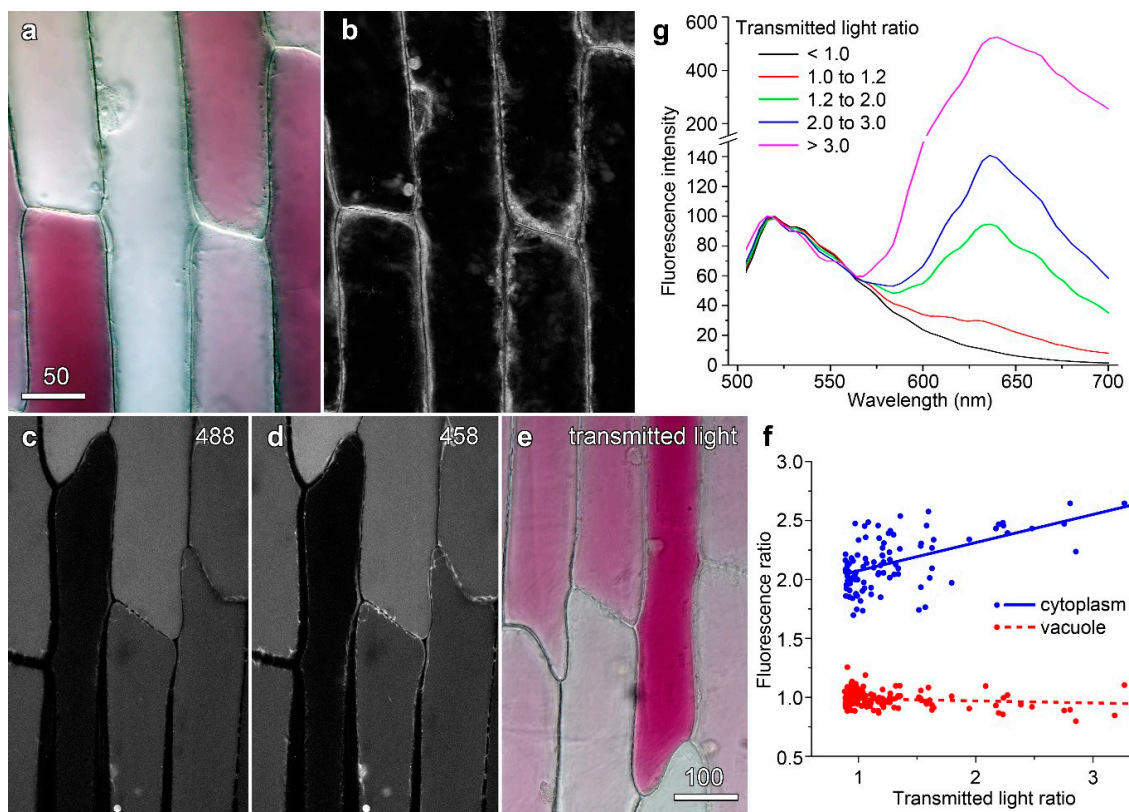 a
50
b
c
488
d
458
e
transmitted light
100
g
Transmitted light ratio
< 1.0
1.0 to 1.2
1.2 to 2.0
2.0 to 3.0
> 3.0
Fluorescence intensity
600
500
400
300
200
140
120
100
80
60
40
20
0
500
550
600
650
700
Wavelength (nm)
f
Fluorescence ratio
3.0
2.5
2.0
1.5
1.0
0.5
cytoplasm
vacuole
1
2
3
Transmitted light ratio